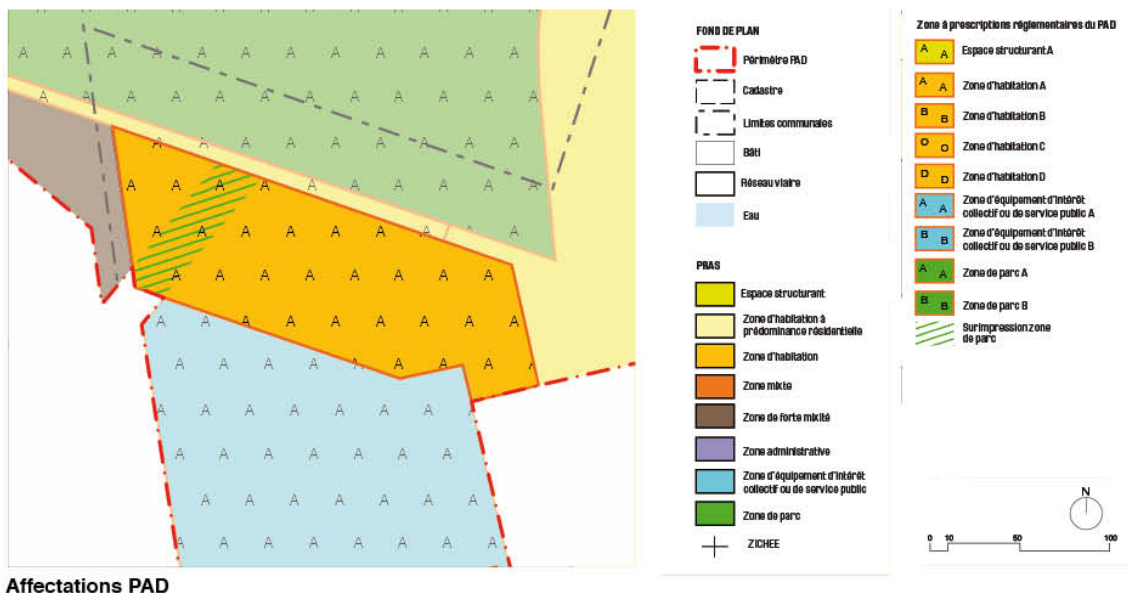 FOND DE PLAN
Périmètre PAD
Cadastre
Limites communales
Bâti
Réseau viaire
Eau
PRAS
Espace structurant
Zone d'habitation à
prédominance résidentielle
Zone d'habitation
Zone mixte
Zone de forte mixité
Zone administrative
Zone d'équipement d'intérêt
collectif ou de service public
Zone de parc
ZICHEE
Zone à prescriptions réglementaires du PAD
A A Espace structurant A
A A Zone d'habitation A
B B Zone d'habitation B
O O Zone d'habitation C
D D Zone d'habitation D
A A Zone d'équipement d'intérêt
collectif ou de service public A
B B Zone d'équipement d'intérêt
collectif ou de service public B
A A Zone de parc A
B B Zone de parc B
Surimpression zone
de parc
N
0 10 50 100
Affectations PAD